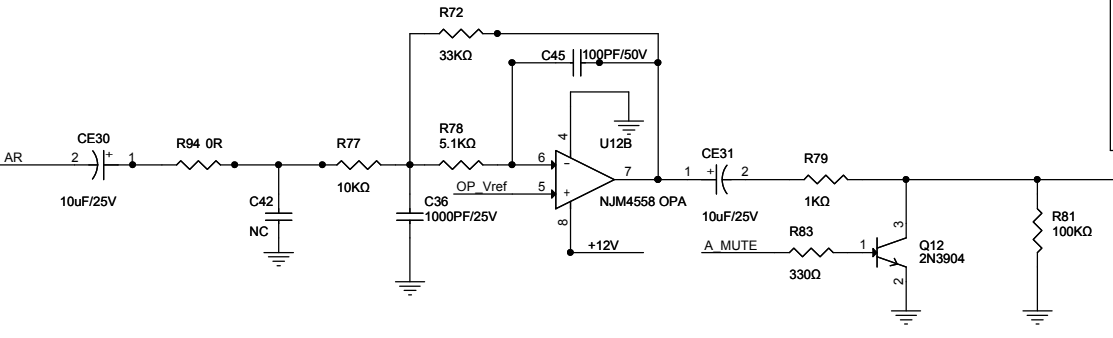 R72
33KΩ
C45 100PF/50V
CE30
AR 2 + 1
10uF/25V
R94 0R
C42
NC
R77
10KΩ
R78
5.1KΩ
C36
1000PF/25V
OP_Vref
6 −
5 +
4
8
7
U12B
NJM4558 OPA
+12V
CE31
1 + 2
10uF/25V
R79
1KΩ
A_MUTE
R83
330Ω
1
3
2
Q12
2N3904
R81
100KΩ